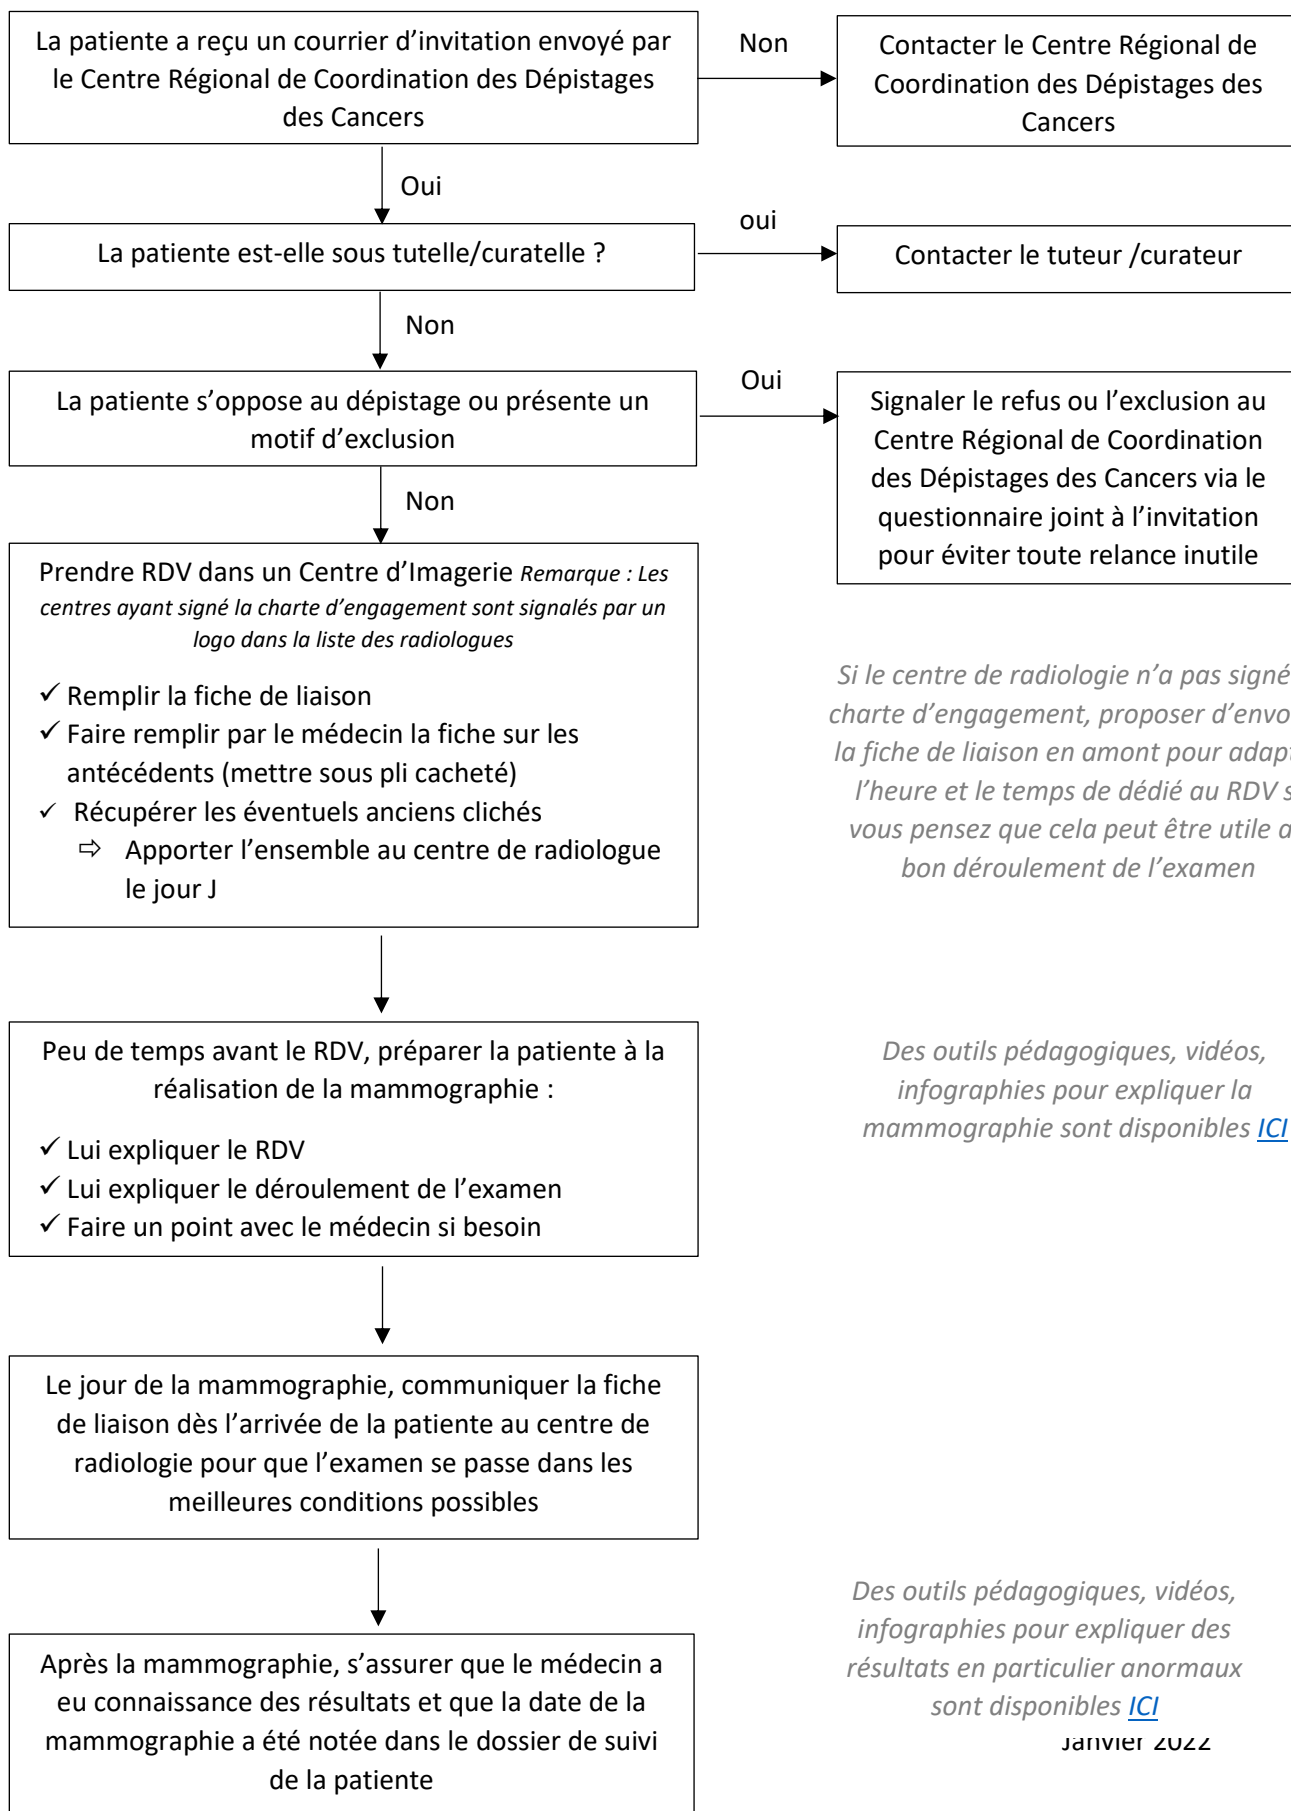 La patiente a reçu un courrier d’invitation envoyé par
le Centre Régional de Coordination des Dépistages
des Cancers
Non
Contacter le Centre Régional de
Coordination des Dépistages des
Cancers
Oui
La patiente est-elle sous tutelle/curatelle ?
oui
Contacter le tuteur /curateur
Non
La patiente s’oppose au dépistage ou présente un
motif d’exclusion
Oui
Signaler le refus ou l’exclusion au
Centre Régional de Coordination
des Dépistages des Cancers via le
questionnaire joint à l’invitation
pour éviter toute relance inutile
Non
Prendre RDV dans un Centre d’Imagerie Remarque : Les
centres ayant signé la charte d’engagement sont signalés par un
logo dans la liste des radiologues
✓ Remplir la fiche de liaison
✓ Faire remplir par le médecin la fiche sur les
antécédents (mettre sous pli cacheté)
✓ Récupérer les éventuels anciens clichés
⇨ Apporter l’ensemble au centre de radiologue
le jour J
Si le centre de radiologie n’a pas signé
charte d’engagement, proposer
la fiche de liaison en amont pour
l’heure et le temps de dédié au RDV
vous pensez que cela peut être utile
bon déroulement de l’examen
Peu de temps avant le RDV, préparer la patiente à la
réalisation de la mammographie :
✓ Lui expliquer le RDV
✓ Lui expliquer le déroulement de l’examen
✓ Faire un point avec le médecin si besoin
Des outils pédagogiques, vidéos,
infographies pour expliquer la
mammographie sont disponibles ICI
Le jour de la mammographie, communiquer la fiche
de liaison dès l’arrivée de la patiente au centre de
radiologie pour que l’examen se passe dans les
meilleures conditions possibles
Après la mammographie, s’assurer que le médecin a
eu connaissance des résultats et que la date de la
mammographie a été notée dans le dossier de suivi
de la patiente
Des outils pédagogiques, vidéos,
infographies pour expliquer des
résultats en particulier anormaux
sont disponibles ICI
Janvier 2022